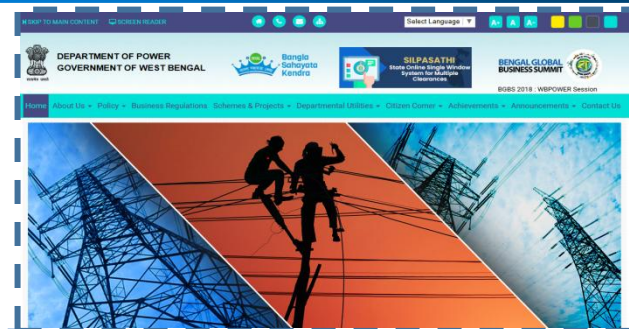 SKIP TO MAIN CONTENT SCREEN READER Select Language ▼ A+ A A-
DEPARTMENT OF POWER
GOVERNMENT OF WEST BENGAL
Bangla
Sahayata
Kendra
SILPASATHI
State Online Single Window
System for Multiple
Clearances
BENGAL GLOBAL
BUSINESS SUMMIT
BGBS 2018 : WBPOWER Session
Home About Us Policy Business Regulations Schemes & Projects Departmental Utilities Citizen Corner Achievements Announcements Contact Us